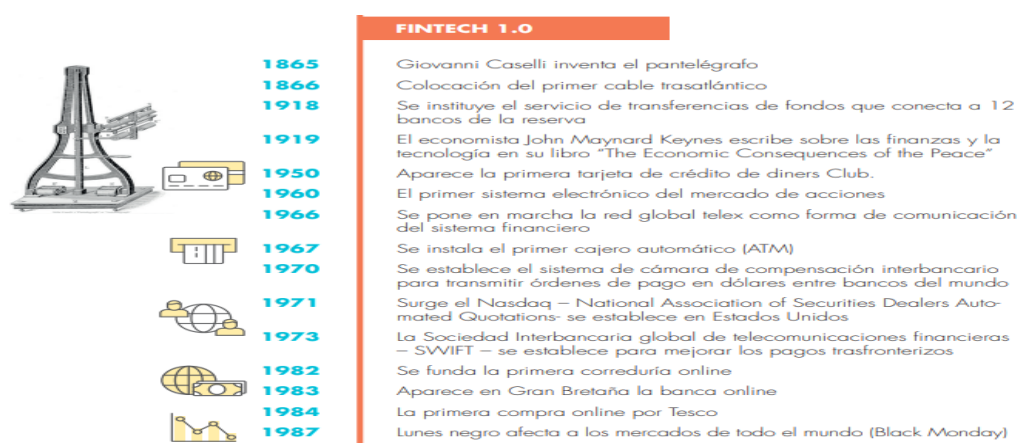 FINTECH 1.0
1865 Giovanni Caselli inventa el pantelégrafo
1866 Colocación del primer cable trasatlántico
1918 Se instituye el servicio de transferencias de fondos que conecta a 12
bancos de la reserva
1919 El economista John Maynard Keynes escribe sobre las finanzas y la
tecnología en su libro “The Economic Consequences of the Peace”
1950 Aparece la primera tarjeta de crédito de diners Club.
1960 El primer sistema electrónico del mercado de acciones
1966 Se pone en marcha la red global telex como forma de comunicación
del sistema financiero
1967 Se instala el primer cajero automático (ATM)
1970 Se establece el sistema de cámara de compensación interbancario
para transmitir órdenes de pago en dólares entre bancos del mundo
1971 Surge el Nasdaq – National Association of Securities Dealers Auto-
mated Quotations- se establece en Estados Unidos
1973 La Sociedad Interbancaria global de telecomunicaciones financieras
– SWIFT – se establece para mejorar los pagos trasfronterizos
1982 Se funda la primera correduría online
1983 Aparece en Gran Bretaña la banca online
1984 La primera compra online por Tesco
1987 Lunes negro afecta a los mercados de todo el mundo (Black Monday)